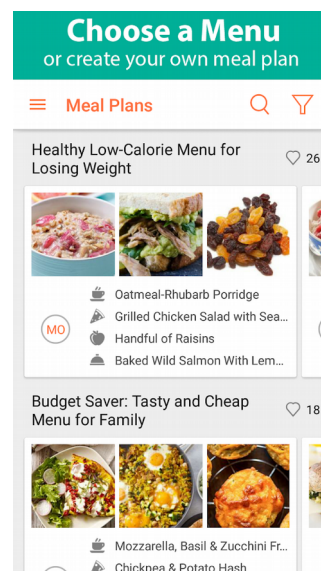 Choose a Menu
or create your own meal plan
Meal Plans
Healthy Low-Calorie Menu for
Losing Weight
26
Oatmeal-Rhubarb Porridge
Grilled Chicken Salad with Sea...
MO
Handful of Raisins
Baked Wild Salmon With Lem...
Budget Saver: Tasty and Cheap
Menu for Family
18
Mozzarella, Basil & Zucchini Fr...
Chickpea & Potato Hash